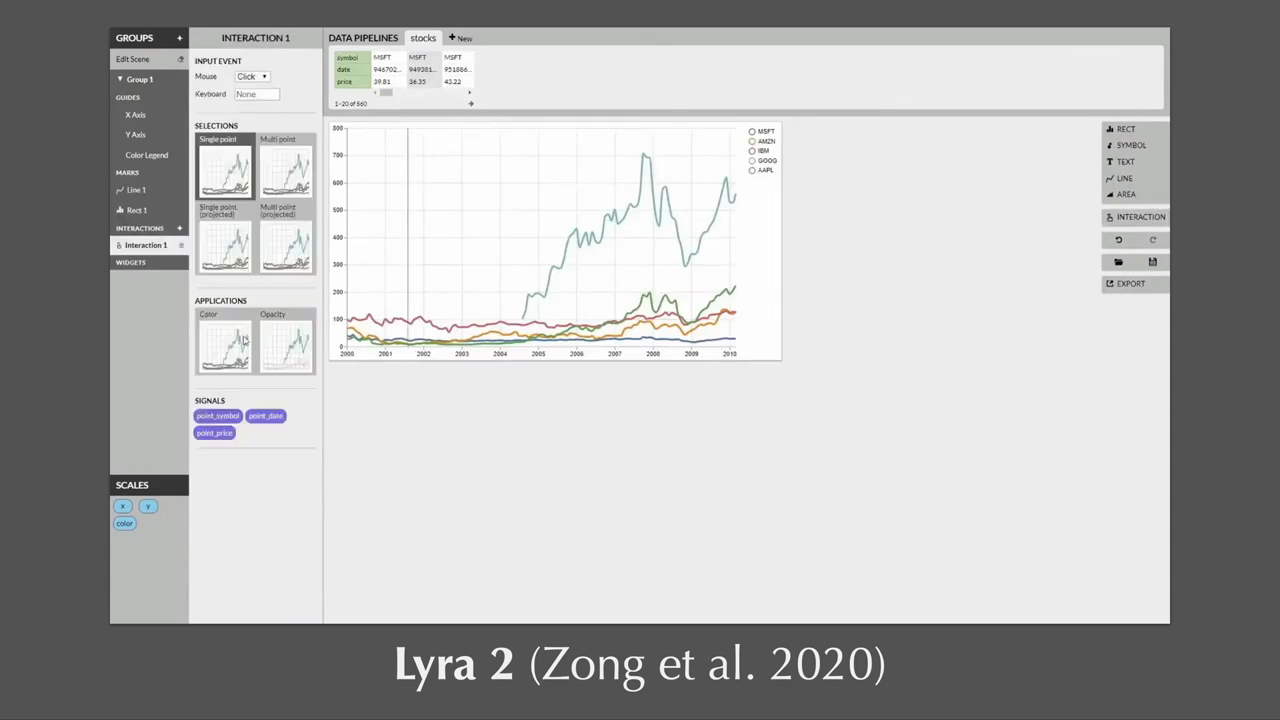 GROUPS +
Edit Scene
Group 1
GUIDES
X Axis
Y Axis
Color Legend
MARKS
Line 1
Rect 1
INTERACTIONS +
Interaction 1
WIDGETS
SCALES
x y
color
INTERACTION 1
INPUT EVENT
Mouse Click
Keyboard None
SELECTIONS
Single point Multi point
Single point (projected) Multi point (projected)
APPLICATIONS
Color Opacity
SIGNALS
point_symbol point_date
point_price
DATA PIPELINES stocks + New
symbol MSFT MSFT MSFT
date 946702... 949381... 951886...
price 39.81 36.35 43.22
1–20 of 560
800
700
600
500
400
300
200
100
0
2000 2001 2002 2003 2004 2005 2006 2007 2008 2009 2010
MSFT
AMZN
IBM
GOOG
AAPL
RECT
SYMBOL
T TEXT
LINE
AREA
INTERACTION
EXPORT
Lyra 2 (Zong et al. 2020)